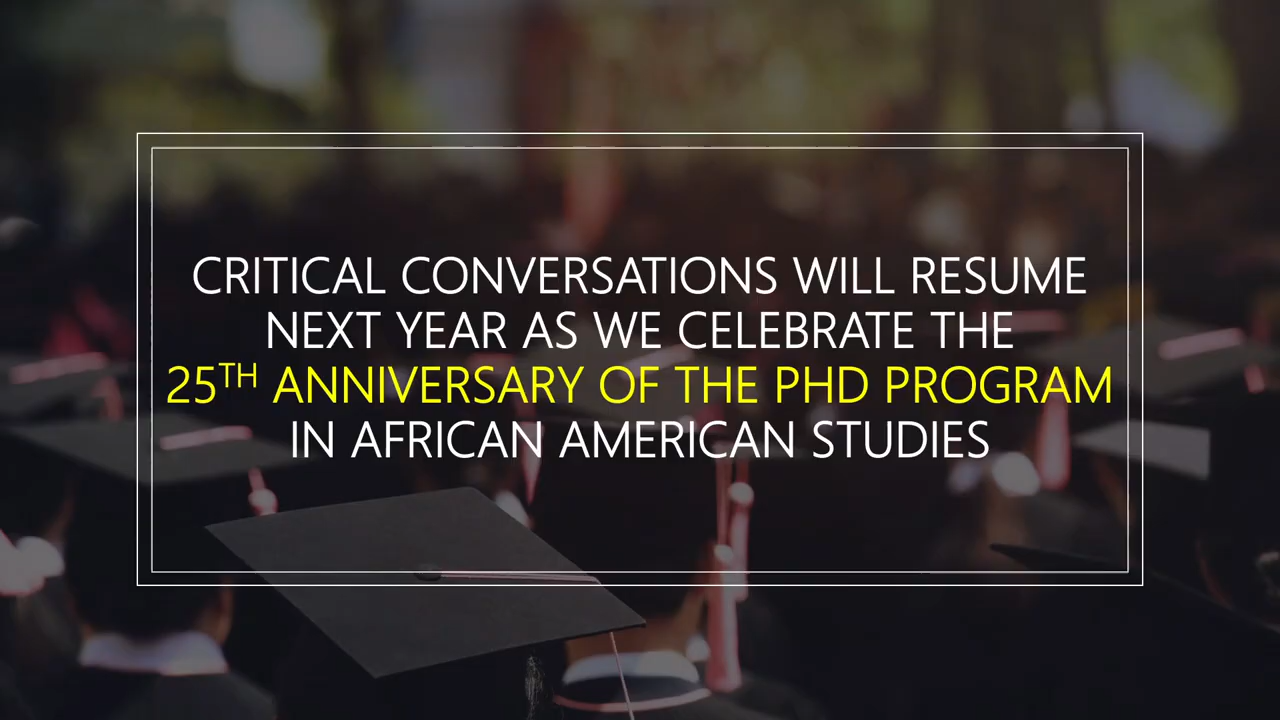 CRITICAL CONVERSATIONS WILL RESUME
NEXT YEAR AS WE CELEBRATE THE
25TH ANNIVERSARY OF THE PHD PROGRAM
IN AFRICAN AMERICAN STUDIES